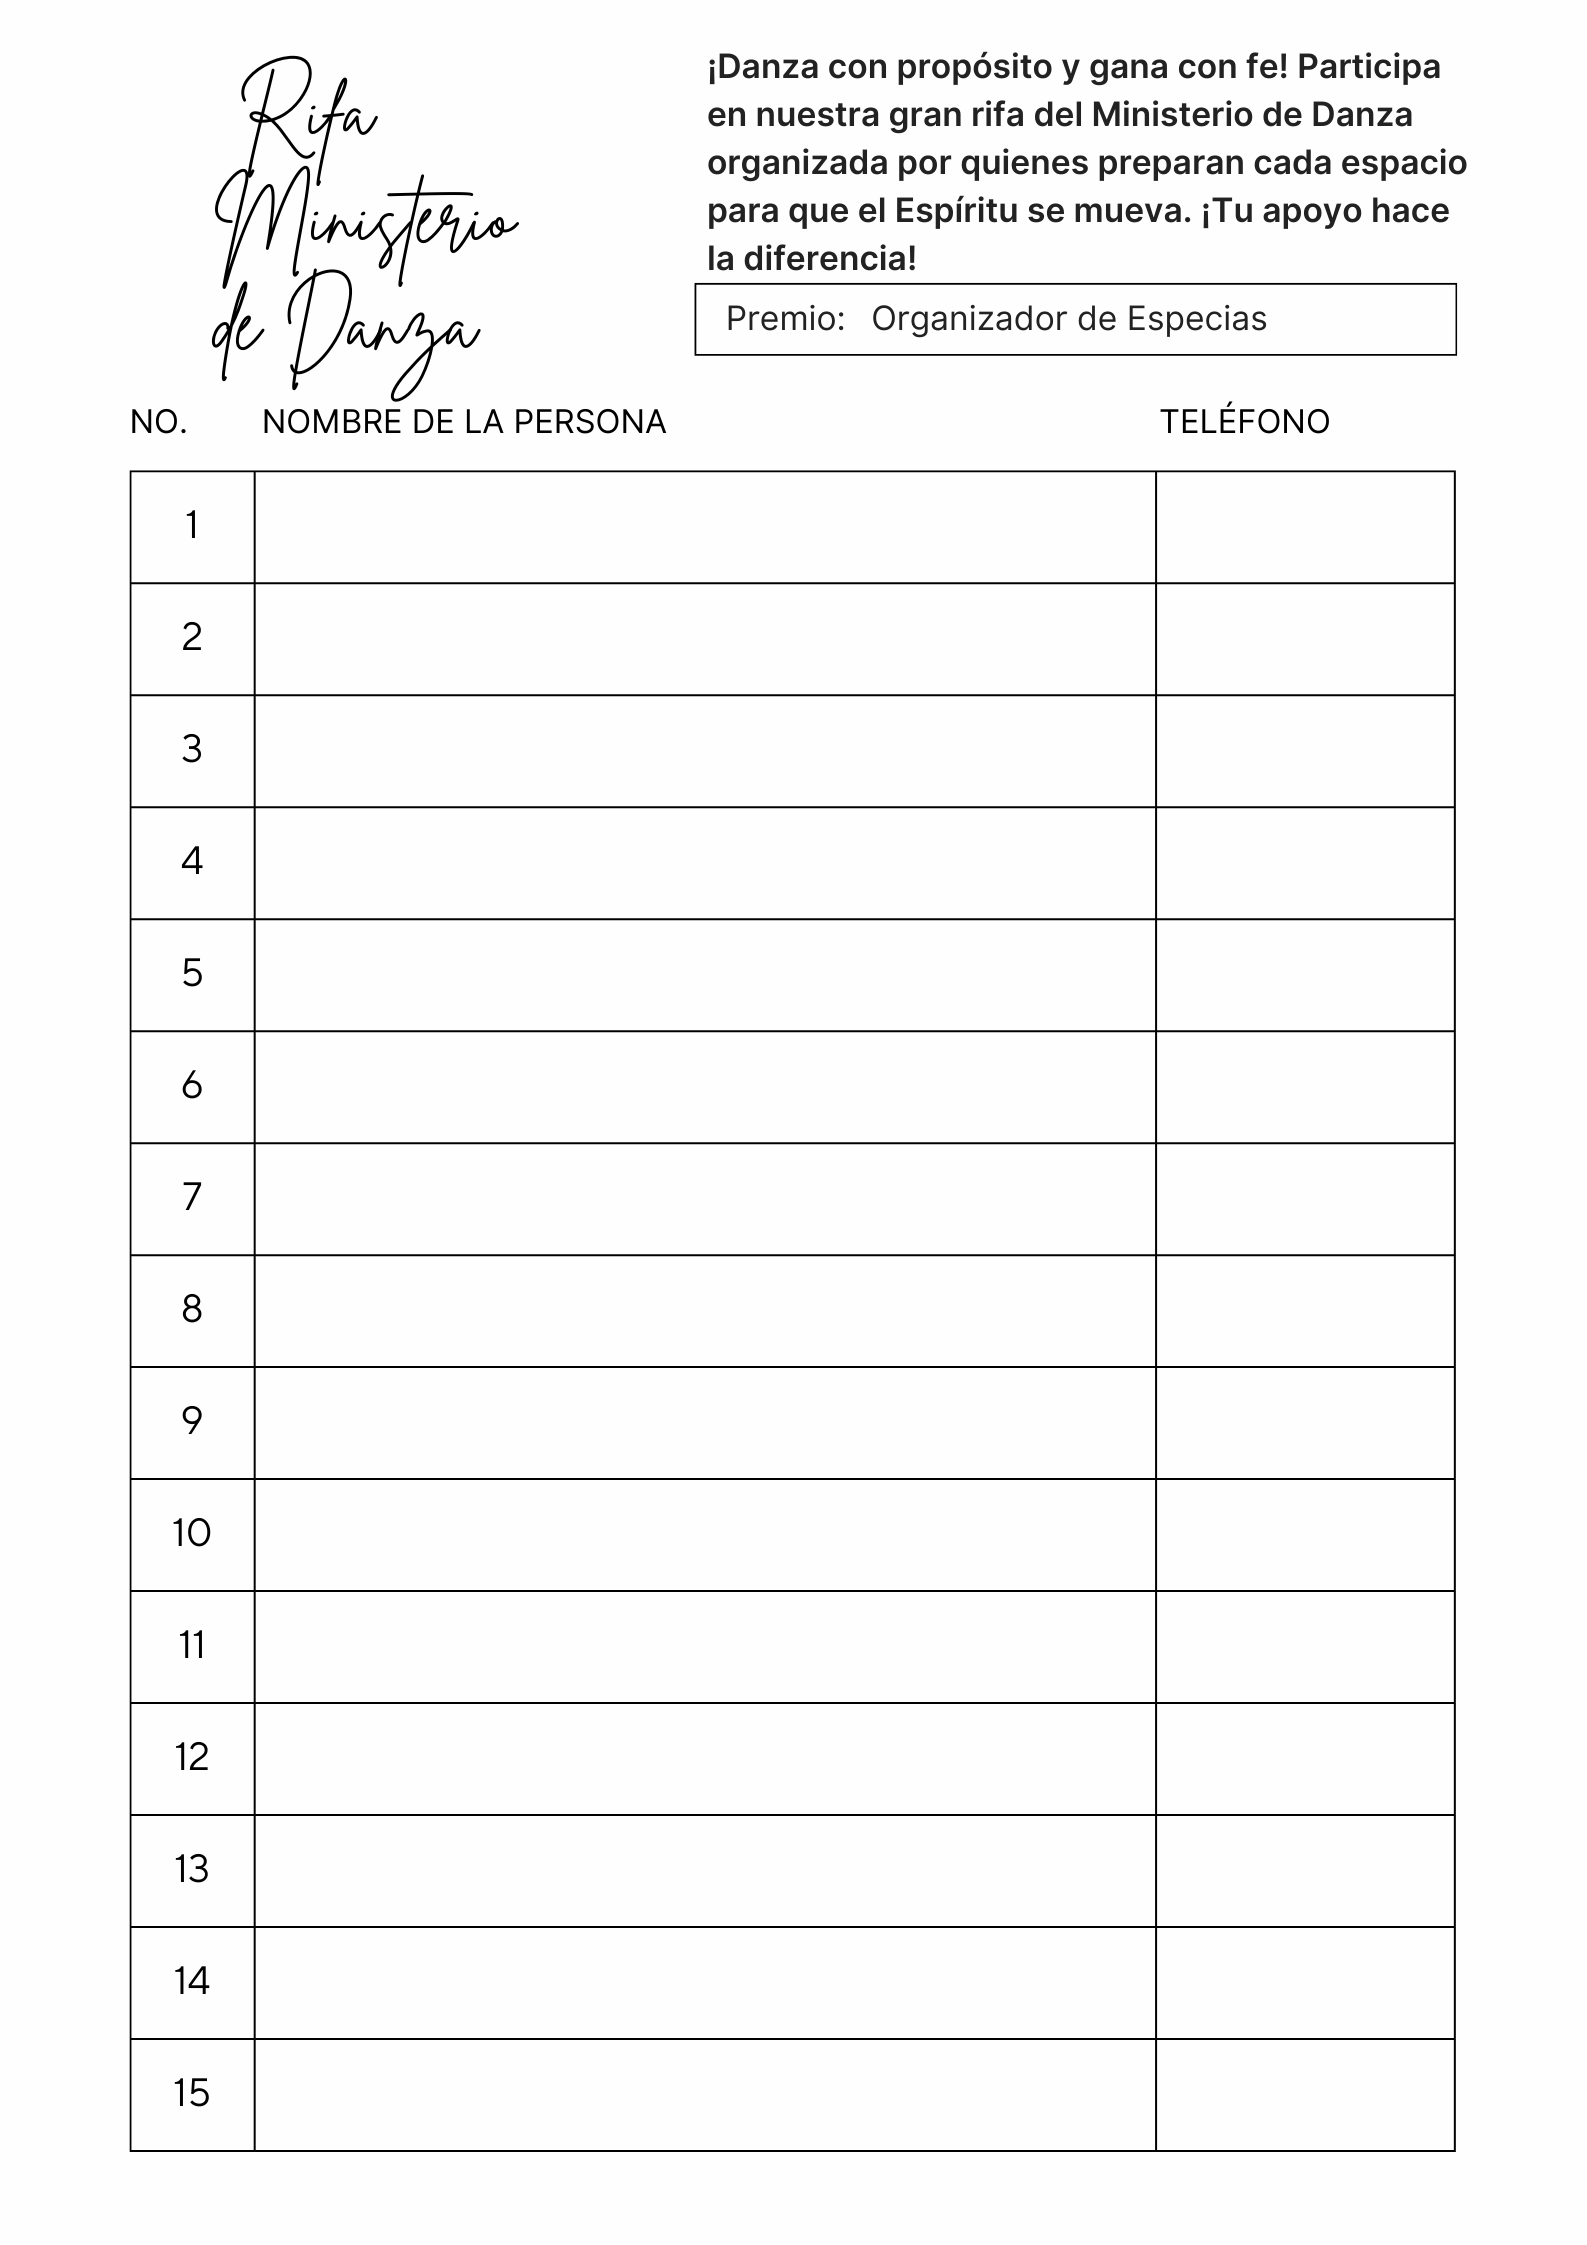 Rifa
Ministerio
de Danza
¡Danza con propósito y gana con fe! Participa
en nuestra gran rifa del Ministerio de Danza
organizada por quienes preparan cada espacio
para que el Espíritu se mueva. ¡Tu apoyo hace
la diferencia!
Premio: Organizador de Especias
NO. NOMBRE DE LA PERSONA TELÉFONO
1
2
3
4
5
6
7
8
9
10
11
12
13
14
15